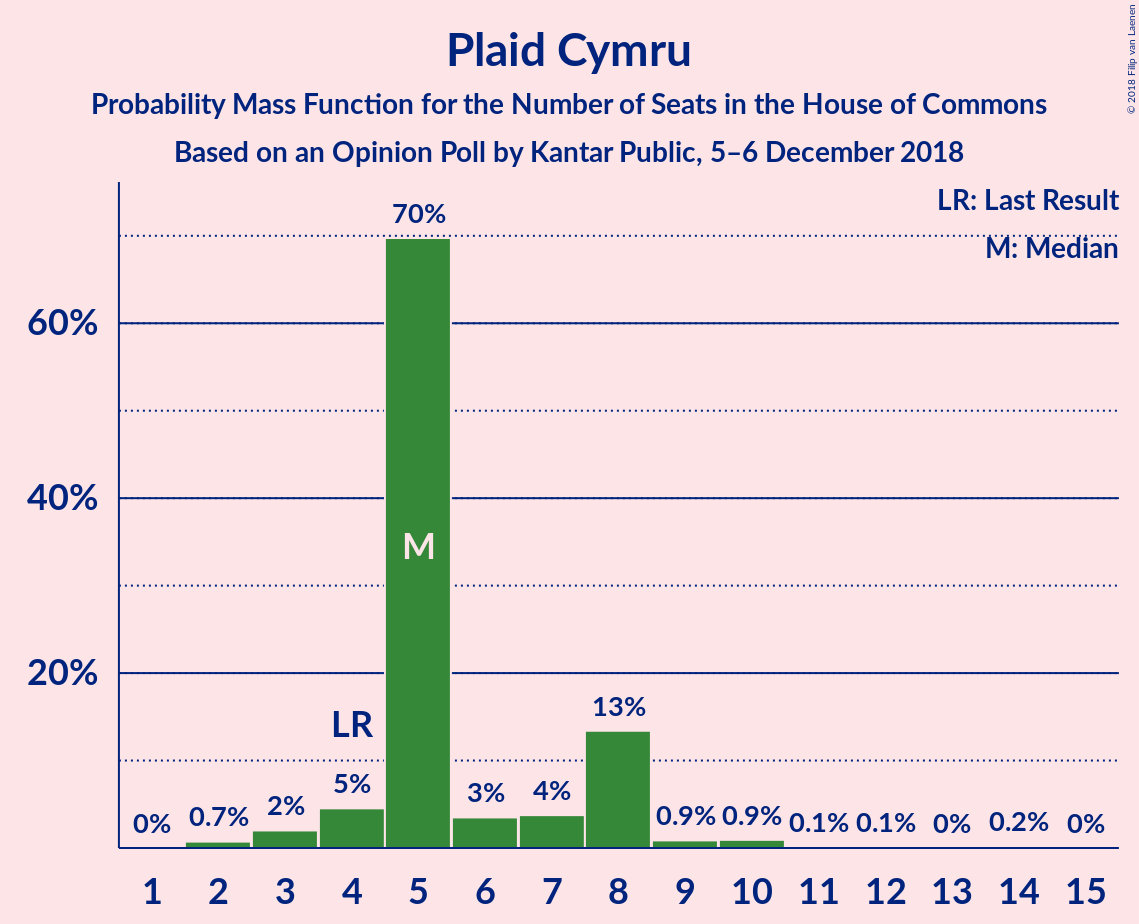 Plaid Cymru
Probability Mass Function for the Number of Seats in the House of Commons
Based on an Opinion Poll by Kantar Public, 5–6 December 2018
© 2018 Filip van Laenen
LR: Last Result
M: Median
70%
60%
40%
M
20%
LR
13%
0%
0.7%
2%
5%
3%
4%
0.9%
0.9%
0.1%
0.1%
0%
0.2%
0%
1 2 3 4 5 6 7 8 9 10 11 12 13 14 15